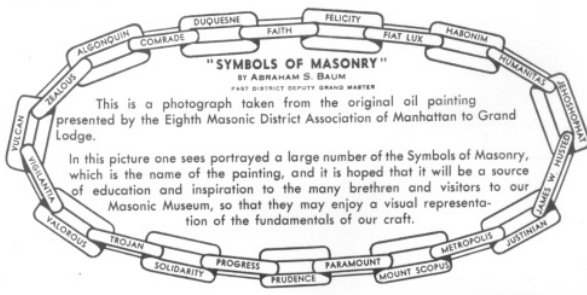 DUQUESNE
FELICITY
ALGONQUIN
COMRADE
FAITH
FIAT LUX
HABONIM
ZEALOUS
HUMANITAS
"SYMBOLS OF MASONRY"
BY ABRAHAM S. BAUM
PAST DISTRICT DEPUTY GRAND MASTER
JEHOSHOPHAT
VULCAN
This is a photograph taken from the original oil painting
presented by the Eighth Masonic District Association of Manhattan to Grand
Lodge.
In this picture one sees portrayed a large number of the Symbols of Masonry,
which is the name of the painting, and it is hoped that it will be a source
of education and inspiration to the many brethren and visitors to our
Masonic Museum, so that they may enjoy a visual representa-
tion of the fundamentals of our craft.
VIGILANTIA
JAMES W. HUSTED
VALOROUS
JUSTINIAN
TROJAN
METROPOLIS
SOLIDARITY
PROGRESS
PARAMOUNT
MOUNT SCOPUS
PRUDENCE